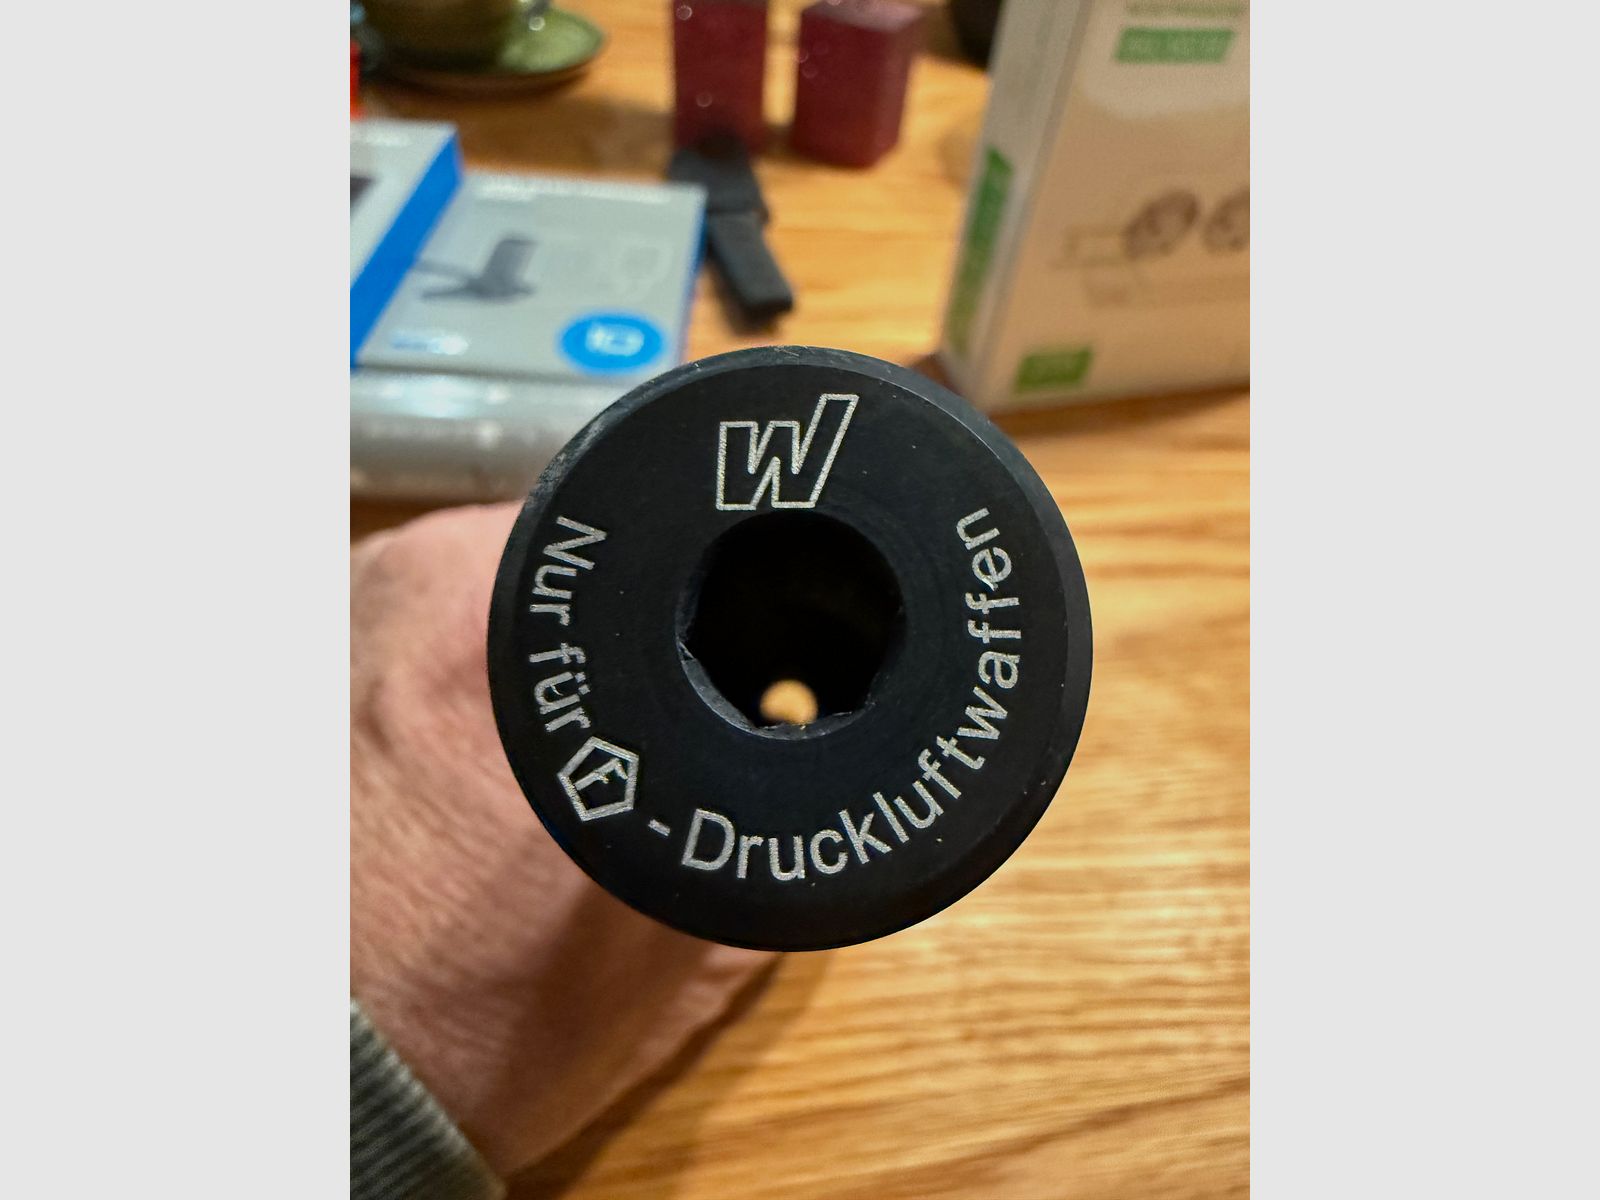 W
Nur für F - Druckluftwaffen